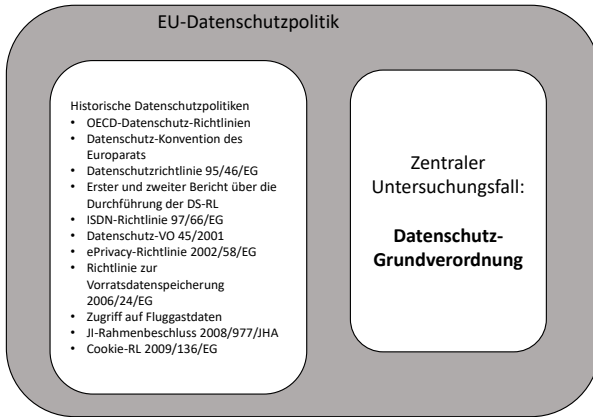 EU-Datenschutzpolitik
Historische Datenschutzpolitiken
• OECD-Datenschutz-Richtlinien
• Datenschutz-Konvention des
Europarats
• Datenschutzrichtlinie 95/46/EG
• Erster und zweiter Bericht über die
Durchführung der DS-RL
• ISDN-Richtlinie 97/66/EG
• Datenschutz-VO 45/2001
• ePrivacy-Richtlinie 2002/58/EG
• Richtlinie zur
Vorratsdatenspeicherung
2006/24/EG
• Zugriff auf Fluggastdaten
• JI-Rahmenbeschluss 2008/977/JHA
• Cookie-RL 2009/136/EG
Zentraler
Untersuchungsfall:
Datenschutz-
Grundverordnung